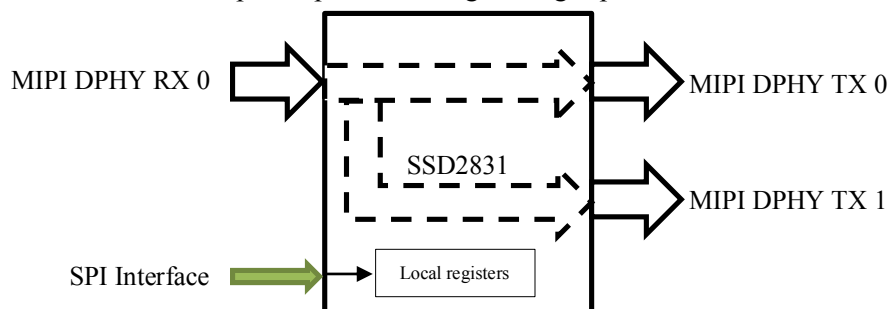 MIPI DPHY RX 0
MIPI DPHY TX 0
SSD2831
MIPI DPHY TX 1
SPI Interface
Local registers